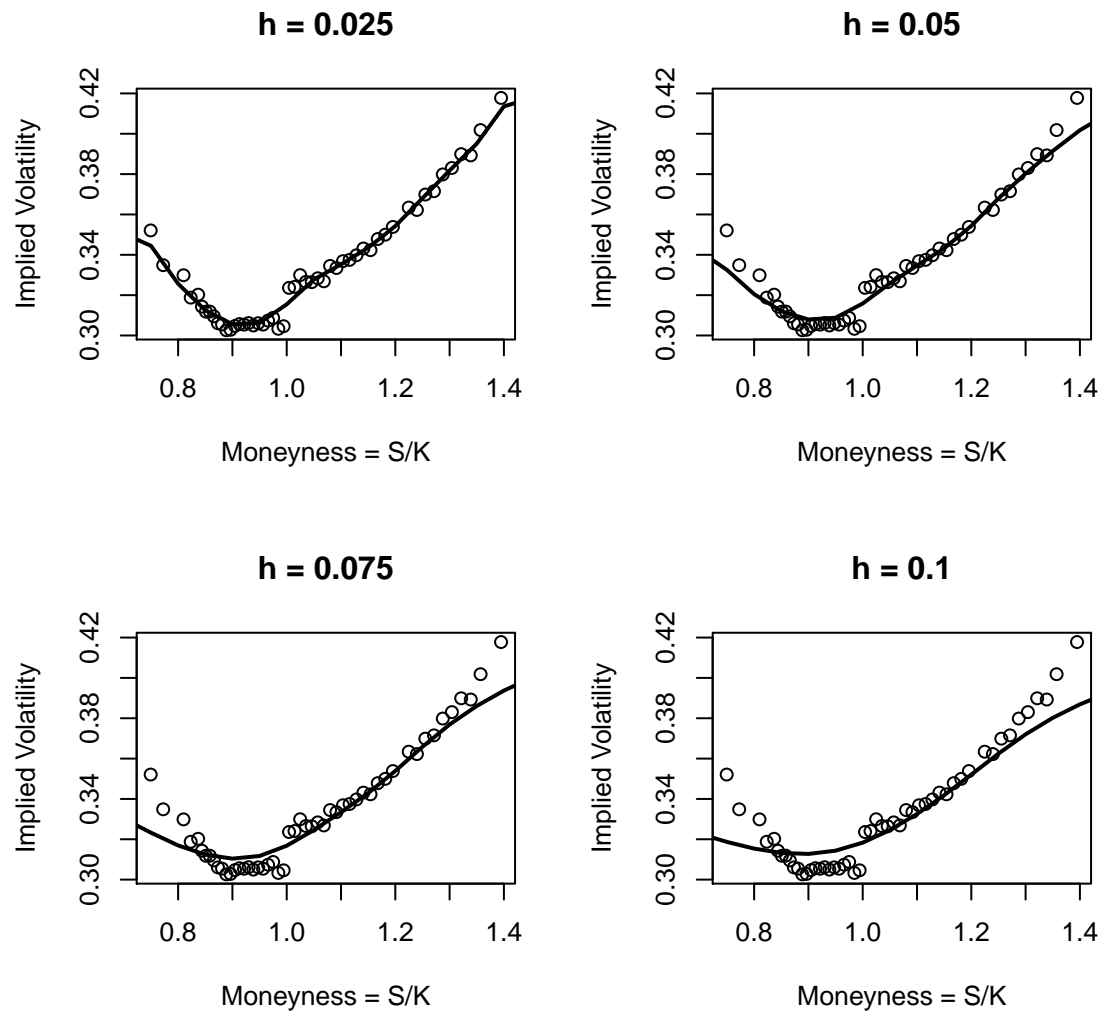 h = 0.025
0.42
0.38
0.34
0.30
Implied Volatility
0.8 1.0 1.2 1.4
Moneyness = S/K
h = 0.05
0.42
0.38
0.34
0.30
Implied Volatility
0.8 1.0 1.2 1.4
Moneyness = S/K
h = 0.075
0.42
0.38
0.34
0.30
Implied Volatility
0.8 1.0 1.2 1.4
Moneyness = S/K
h = 0.1
0.42
0.38
0.34
0.30
Implied Volatility
0.8 1.0 1.2 1.4
Moneyness = S/K